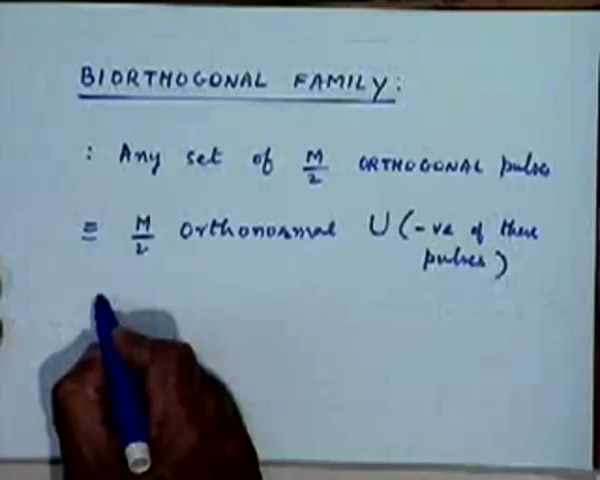 BIORTHOGONAL FAMILY:
: Any set of M/2 ORTHOGONAL pulses
≡ M/2 orthonormal U (-ve of these
pulses)